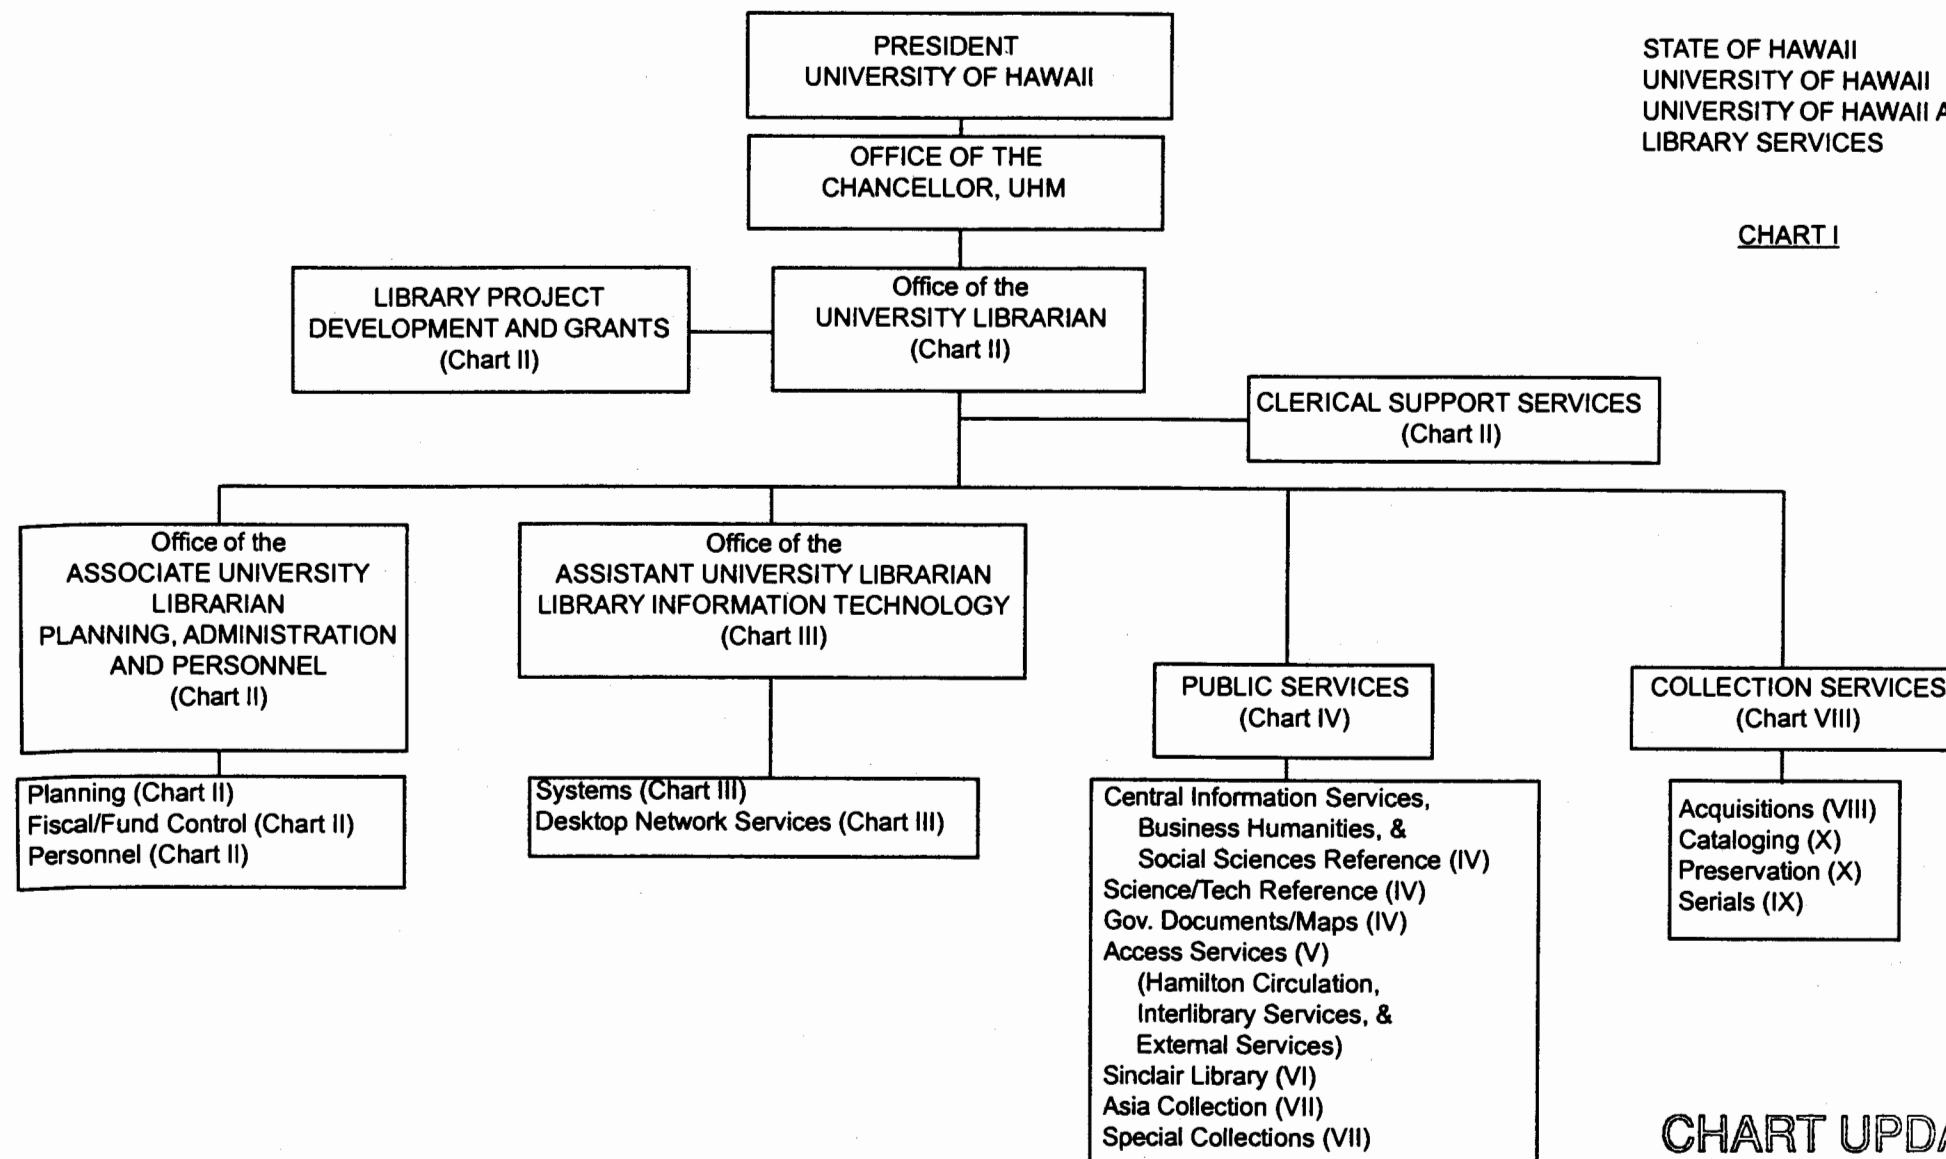 PRESIDENT
UNIVERSITY OF HAWAII
STATE OF HAWAII
UNIVERSITY OF HAWAII
UNIVERSITY OF HAWAII A
LIBRARY SERVICES
OFFICE OF THE
CHANCELLOR, UHM
CHART I
LIBRARY PROJECT
DEVELOPMENT AND GRANTS
(Chart II)
Office of the
UNIVERSITY LIBRARIAN
(Chart II)
CLERICAL SUPPORT SERVICES
(Chart II)
Office of the
ASSOCIATE UNIVERSITY
LIBRARIAN
PLANNING, ADMINISTRATION
AND PERSONNEL
(Chart II)
Office of the
ASSISTANT UNIVERSITY LIBRARIAN
LIBRARY INFORMATION TECHNOLOGY
(Chart III)
PUBLIC SERVICES
(Chart IV)
COLLECTION SERVICES
(Chart VIII)
Planning (Chart II)
Fiscal/Fund Control (Chart II)
Personnel (Chart II)
Systems (Chart III)
Desktop Network Services (Chart III)
Central Information Services,
Business Humanities, &
Social Sciences Reference (IV)
Science/Tech Reference (IV)
Gov. Documents/Maps (IV)
Access Services (V)
(Hamilton Circulation,
Interlibrary Services, &
External Services)
Sinclair Library (VI)
Asia Collection (VII)
Special Collections (VII)
Acquisitions (VIII)
Cataloging (X)
Preservation (X)
Serials (IX)
CHART UPDA